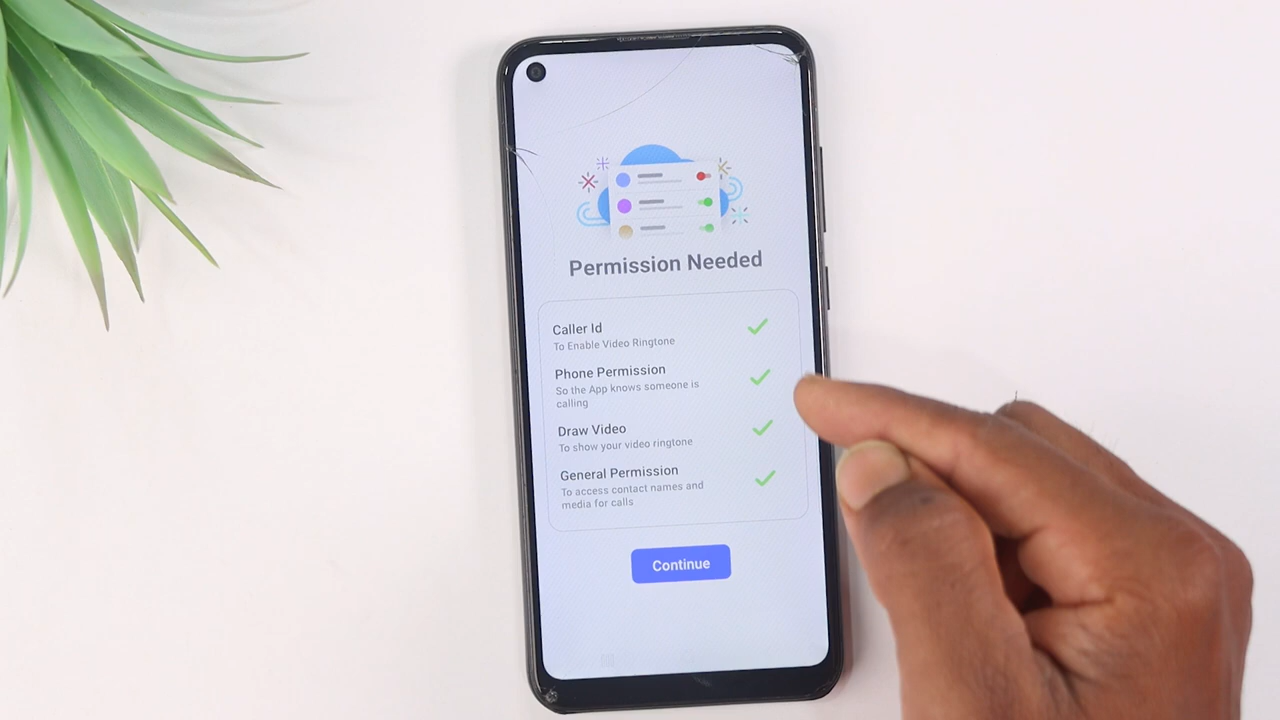 Permission Needed
Caller Id
To Enable Video Ringtone
Phone Permission
So the App knows someone is
calling
Draw Video
To show your video ringtone
General Permission
To access contact names and
media for calls
Continue